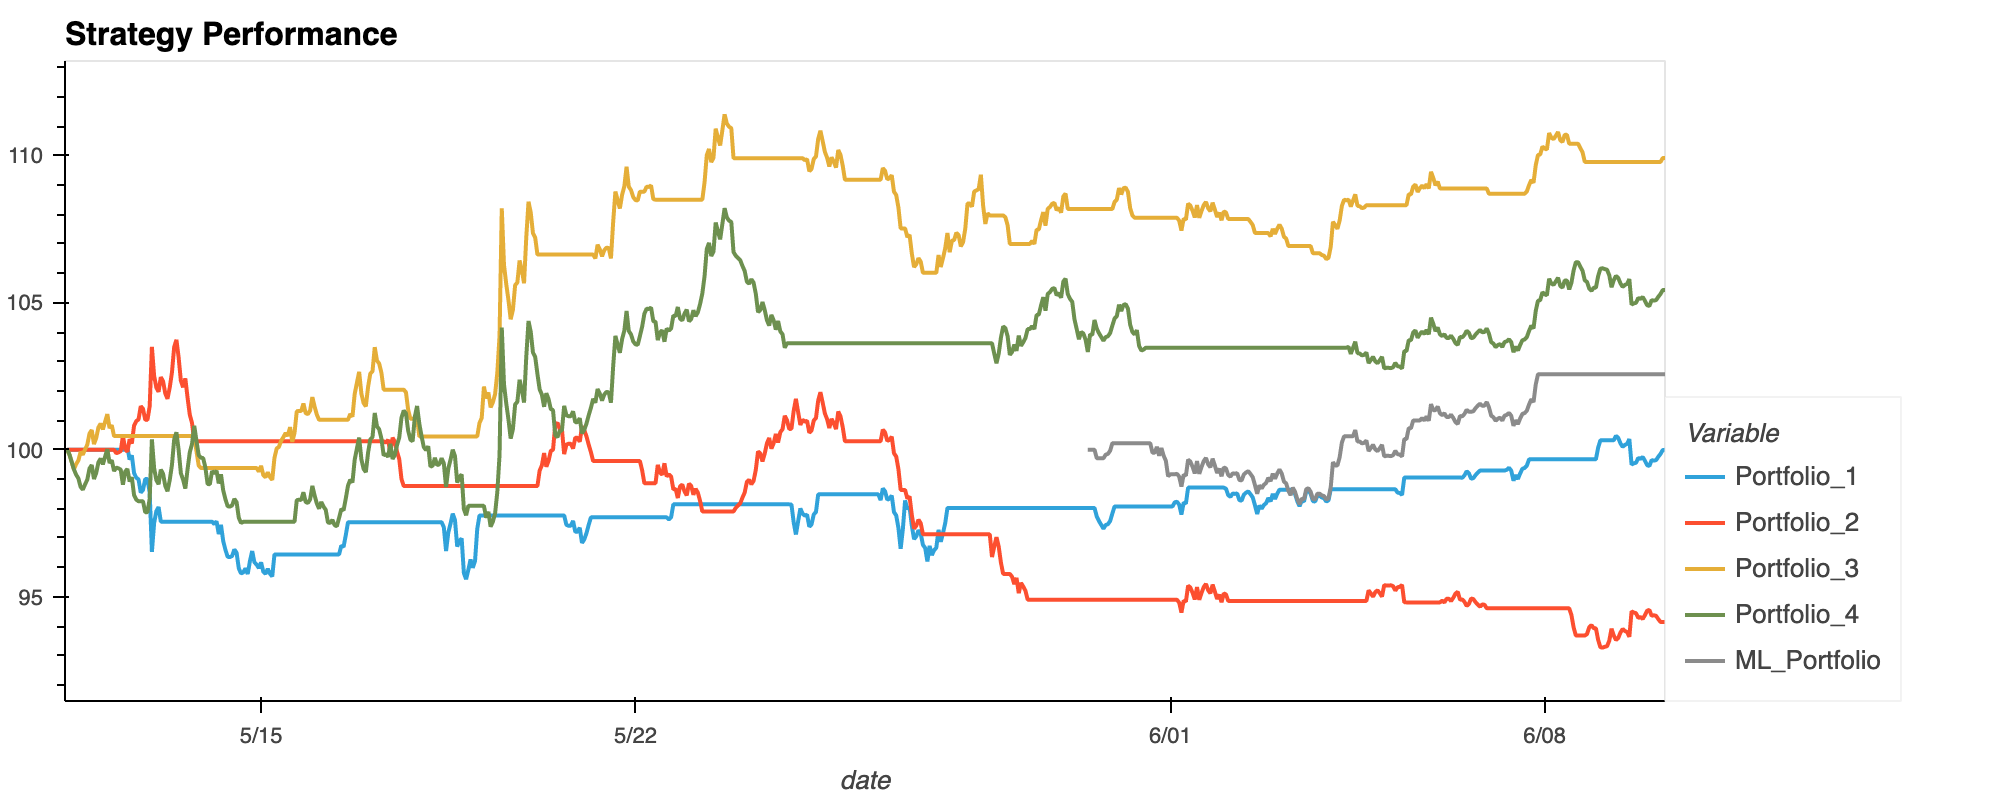 Strategy Performance
110
105
100
95
5/15
5/22
6/01
6/08
date
Variable
Portfolio_1
Portfolio_2
Portfolio_3
Portfolio_4
ML_Portfolio